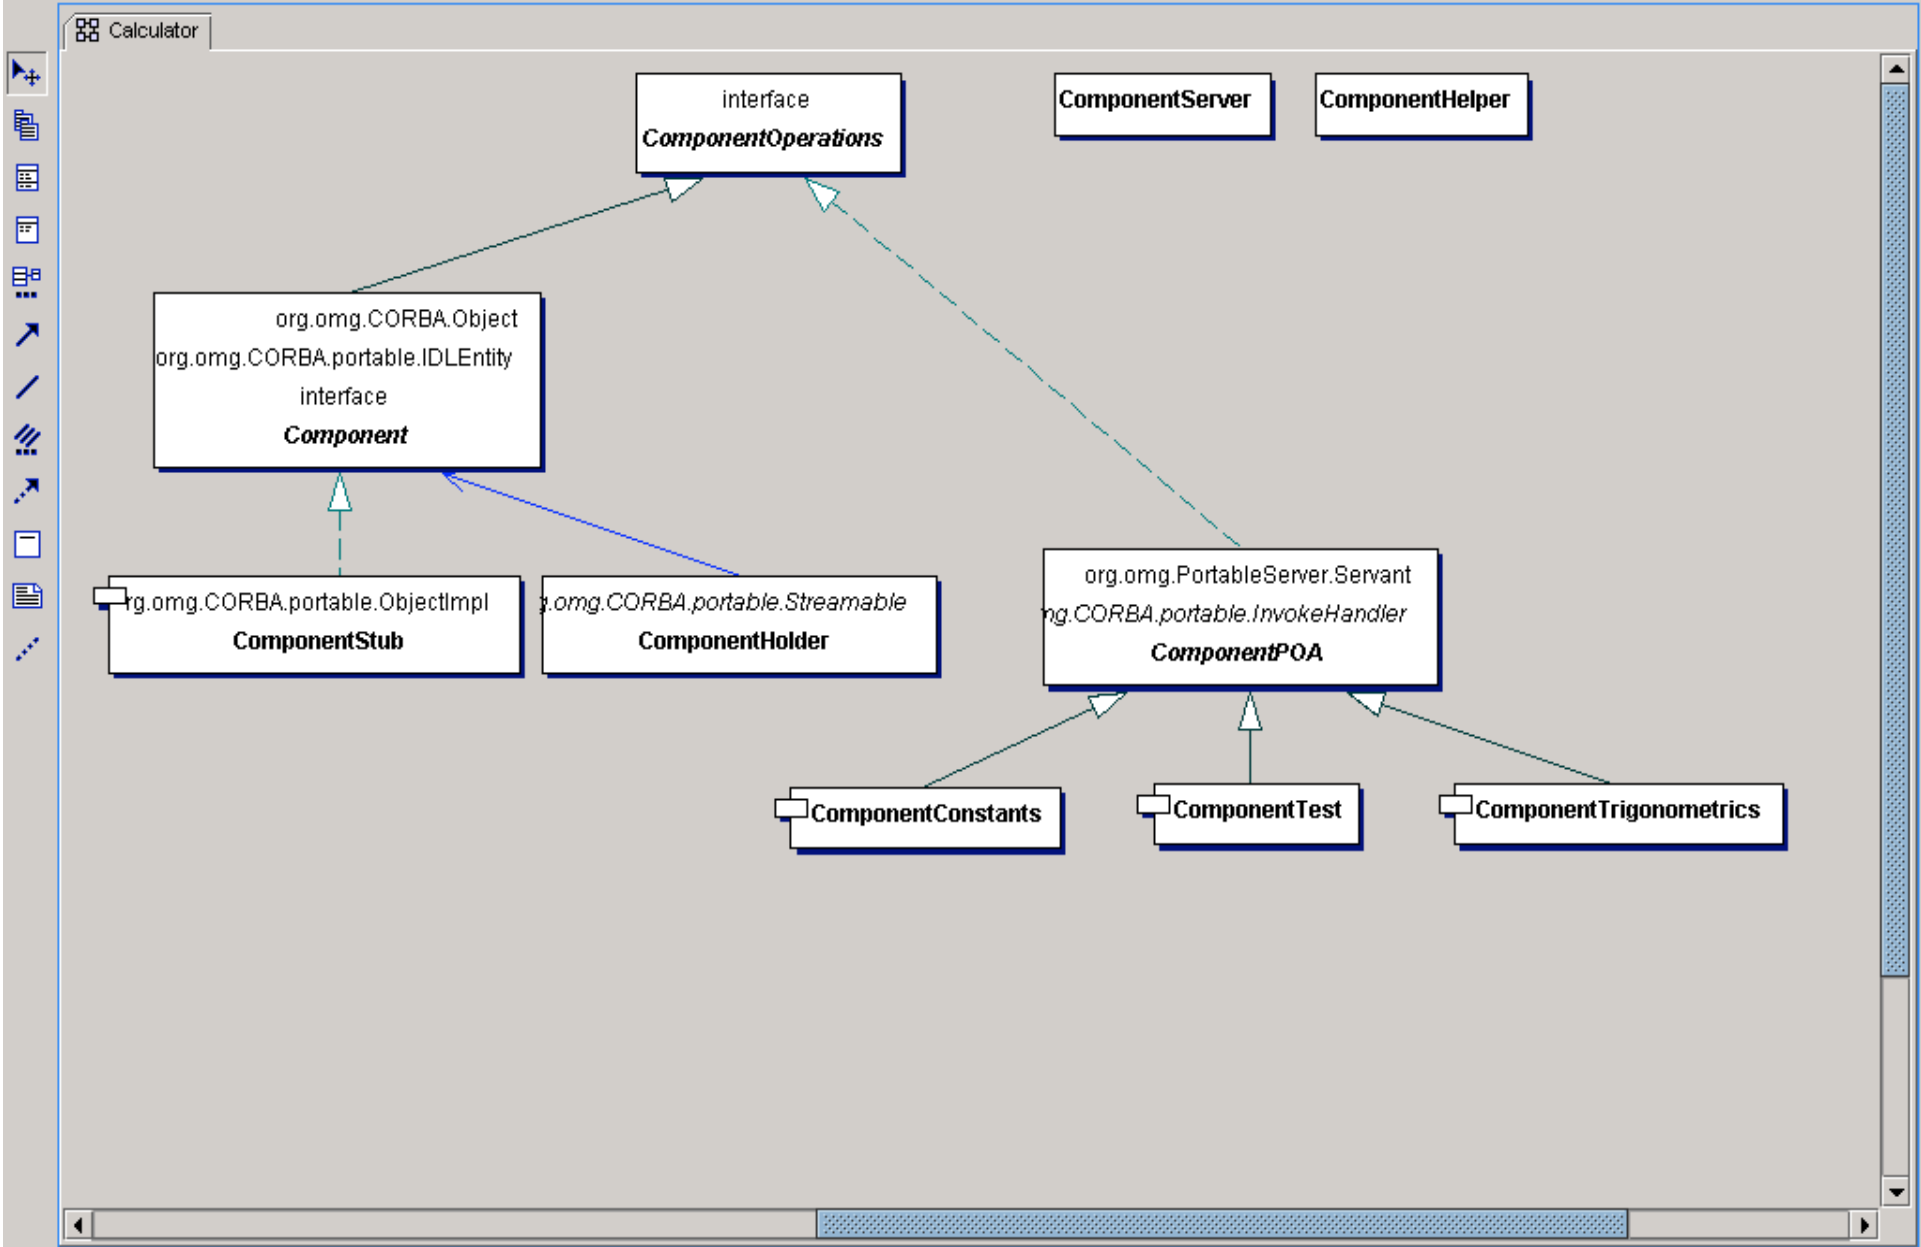 Calculator
interface
ComponentOperations
ComponentServer
ComponentHelper
org.omg.CORBA.Object
org.omg.CORBA.portable.IDLEntity
interface
Component
rg.omg.CORBA.portable.ObjectImpl
ComponentStub
.omg.CORBA.portable.Streamable
ComponentHolder
org.omg.PortableServer.Servant
ng.CORBA.portable.InvokeHandler
ComponentPOA
ComponentConstants
ComponentTest
ComponentTrigonometrics